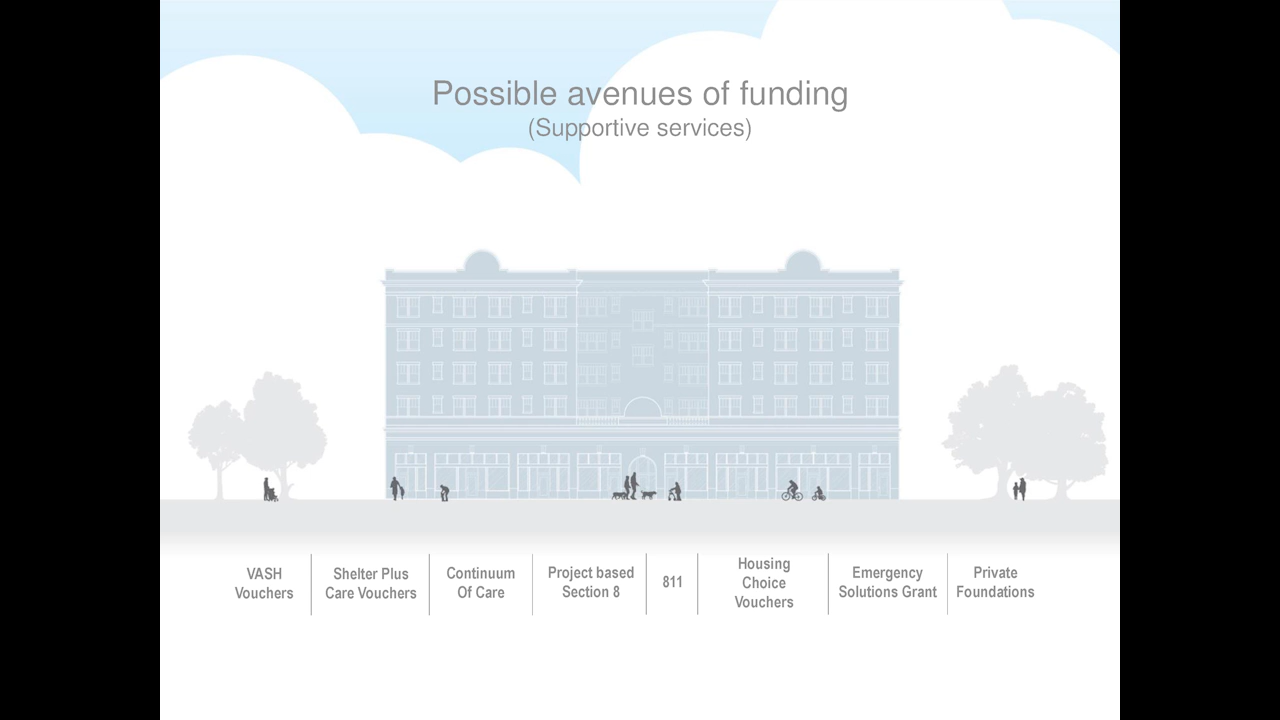 Possible avenues of funding
(Supportive services)
VASH
Vouchers
Shelter Plus
Care Vouchers
Continuum
Of Care
Project based
Section 8
811
Housing
Choice
Vouchers
Emergency
Solutions Grant
Private
Foundations